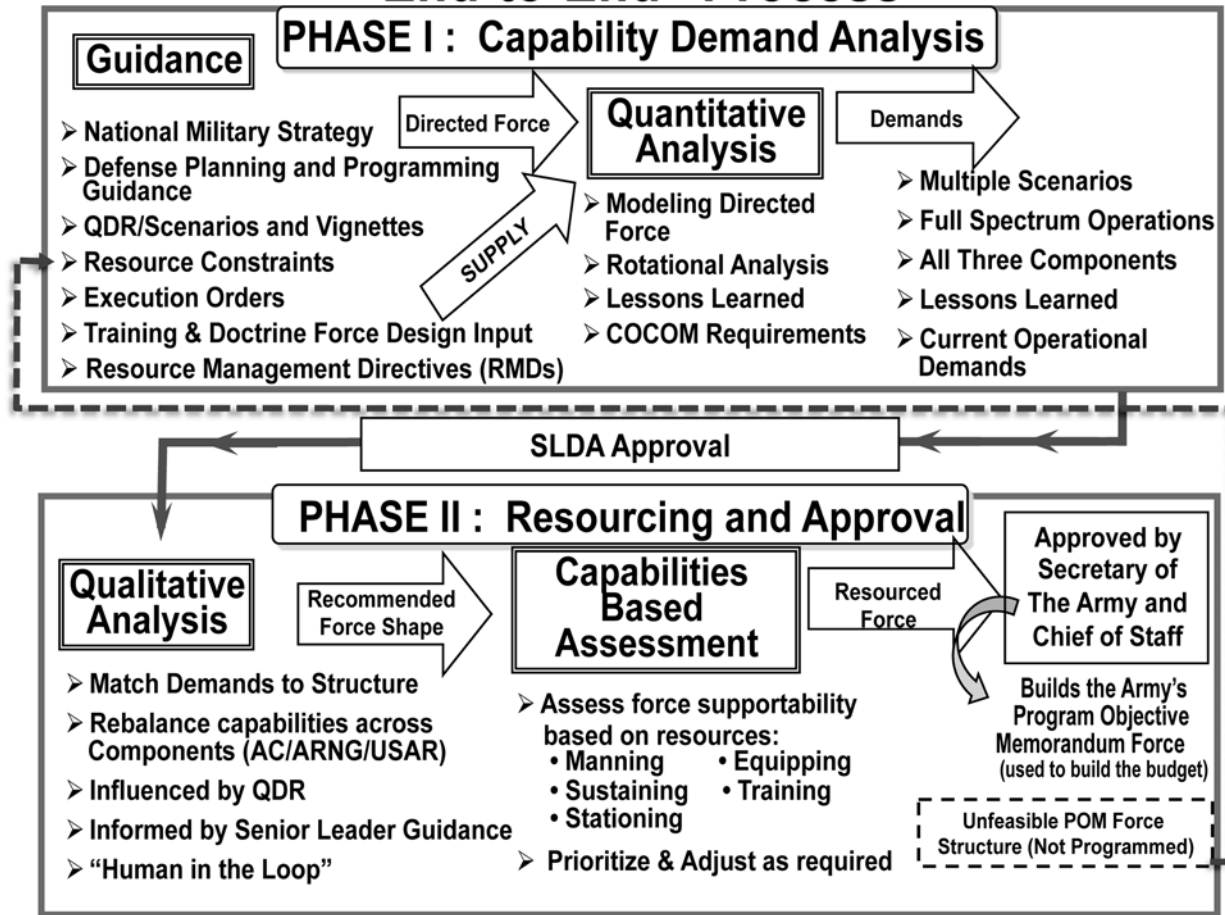 End-to-End Process
PHASE I : Capability Demand Analysis
Guidance
➢ National Military Strategy
➢ Defense Planning and Programming
Guidance
➢ QDR/Scenarios and Vignettes
➢ Resource Constraints
➢ Execution Orders
➢ Training & Doctrine Force Design Input
➢ Resource Management Directives (RMDs)
Directed Force
SUPPLY
Quantitative
Analysis
➢ Modeling Directed
Force
➢ Rotational Analysis
➢ Lessons Learned
➢ COCOM Requirements
Demands
➢ Multiple Scenarios
➢ Full Spectrum Operations
➢ All Three Components
➢ Lessons Learned
➢ Current Operational
Demands
SLDA Approval
PHASE II : Resourcing and Approval
Qualitative
Analysis
➢ Match Demands to Structure
➢ Rebalance capabilities across
Components (AC/ARNG/USAR)
➢ Influenced by QDR
➢ Informed by Senior Leader Guidance
➢ “Human in the Loop”
Recommended
Force Shape
Capabilities
Based
Assessment
➢ Assess force supportability
based on resources:
• Manning • Equipping
• Sustaining • Training
• Stationing
➢ Prioritize & Adjust as required
Resourced
Force
Approved by
Secretary of
The Army and
Chief of Staff
Builds the Army’s
Program Objective
Memorandum Force
(used to build the budget)
Unfeasible POM Force
Structure (Not Programmed)